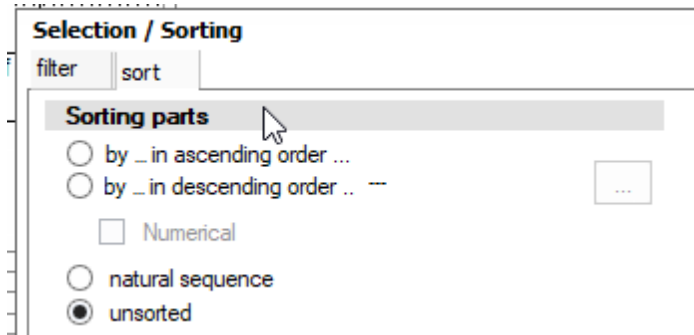 Selection / Sorting
filter
sort
Sorting parts
by _ in ascending order ...
by _ in descending order .. ---
...
Numerical
natural sequence
unsorted